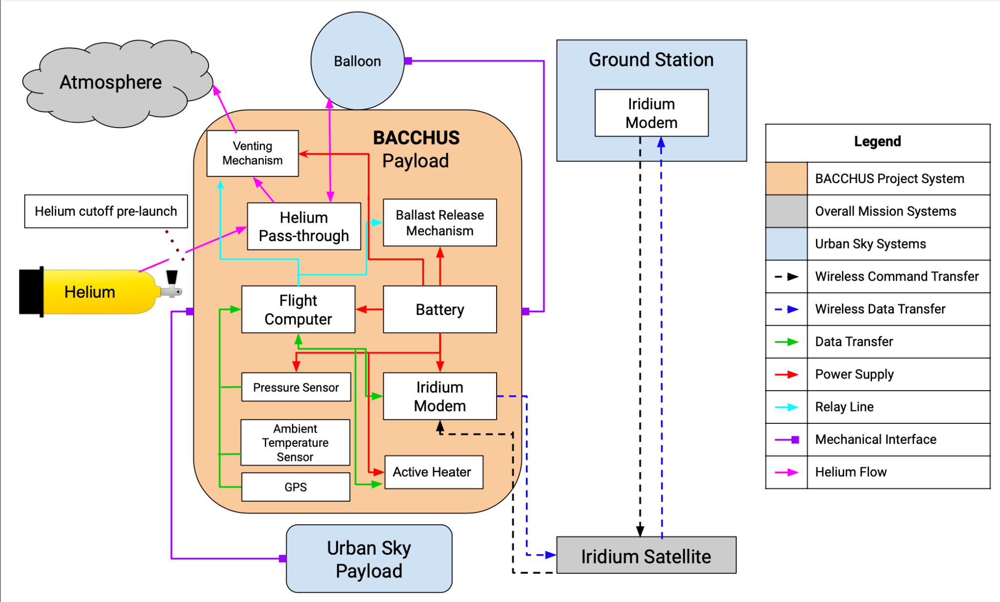 Balloon
Atmosphere
Ground Station
Iridium
Modem
BACCHUS
Payload
Venting
Mechanism
Helium cutoff pre-launch
Helium
Pass-through
Ballast Release
Mechanism
Helium
Flight
Computer
Battery
Pressure Sensor
Iridium
Modem
Ambient
Temperature
Sensor
Active Heater
GPS
Urban Sky
Payload
Iridium Satellite
Legend
BACCHUS Project System
Overall Mission Systems
Urban Sky Systems
Wireless Command Transfer
Wireless Data Transfer
Data Transfer
Power Supply
Relay Line
Mechanical Interface
Helium Flow